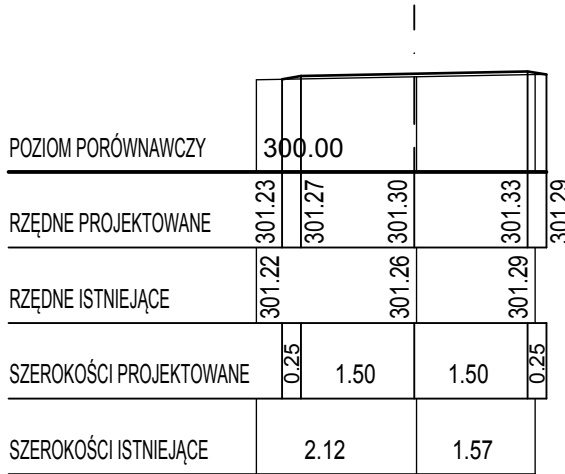 POZIOM PORÓWNAWCZY 300.00
RZĘDNE PROJEKTOWANE 301.23 301.27 301.30 301.33 301.29
RZĘDNE ISTNIEJĄCE 301.22 301.26 301.29
SZEROKOŚCI PROJEKTOWANE 0.25 1.50 1.50 0.25
SZEROKOŚCI ISTNIEJĄCE 2.12 1.57